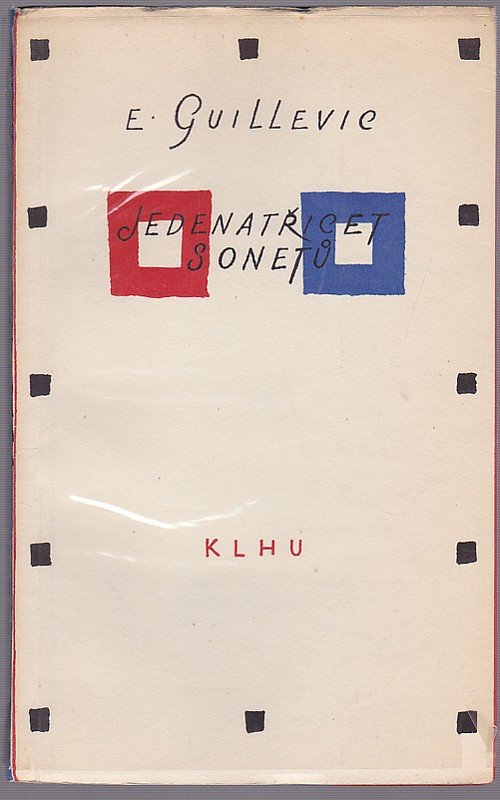 E. GUILLEVIC
JEDENATŘICET
SONETŮ
KLHU